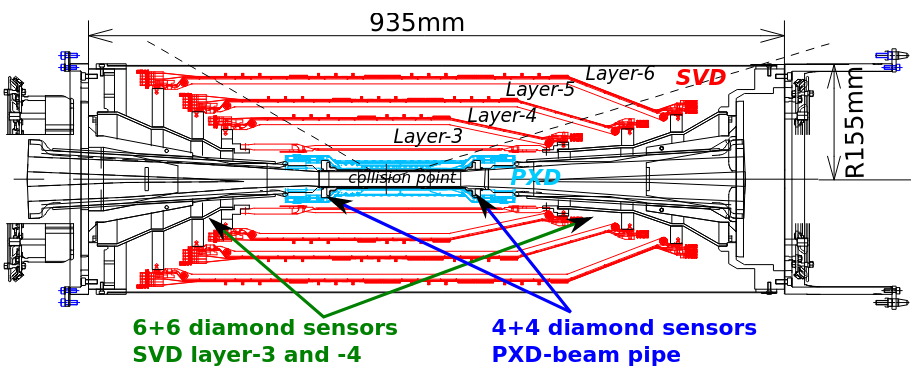 935mm
Layer-6
SVD
Layer-5
Layer-4
Layer-3
R155mm
collision point
PXD
6+6 diamond sensors
SVD layer-3 and -4
4+4 diamond sensors
PXD-beam pipe